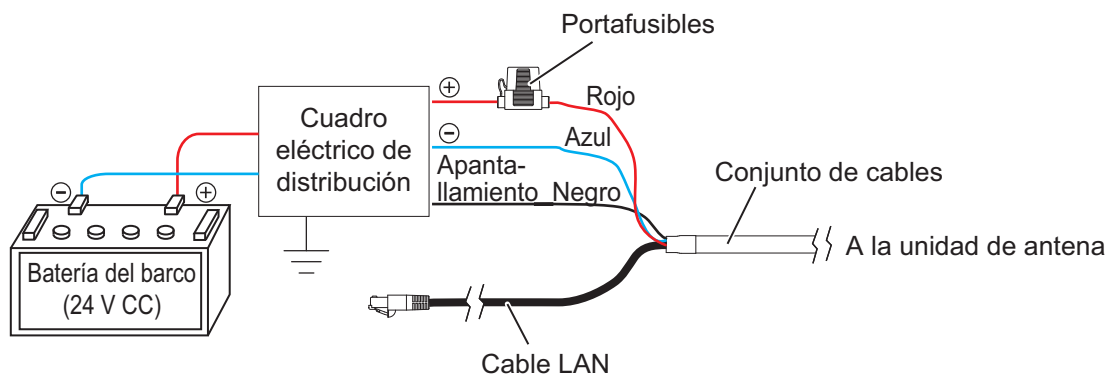 Portafusibles
Cuadro
eléctrico de
distribución
+
Rojo
−
Azul
Apanta-
llamiento
Negro
Conjunto de cables
A la unidad de antena
−
+
Batería del barco
(24 V CC)
Cable LAN